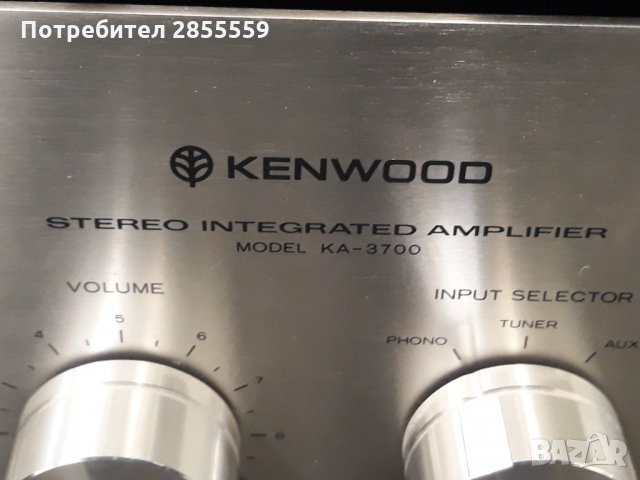 Потребител 2855559
KENWOOD
STEREO INTEGRATED AMPLIFIER
MODEL KA-3700
VOLUME
INPUT SELECTOR
4 5 6 7 8
PHONO TUNER AUX
BAZAR